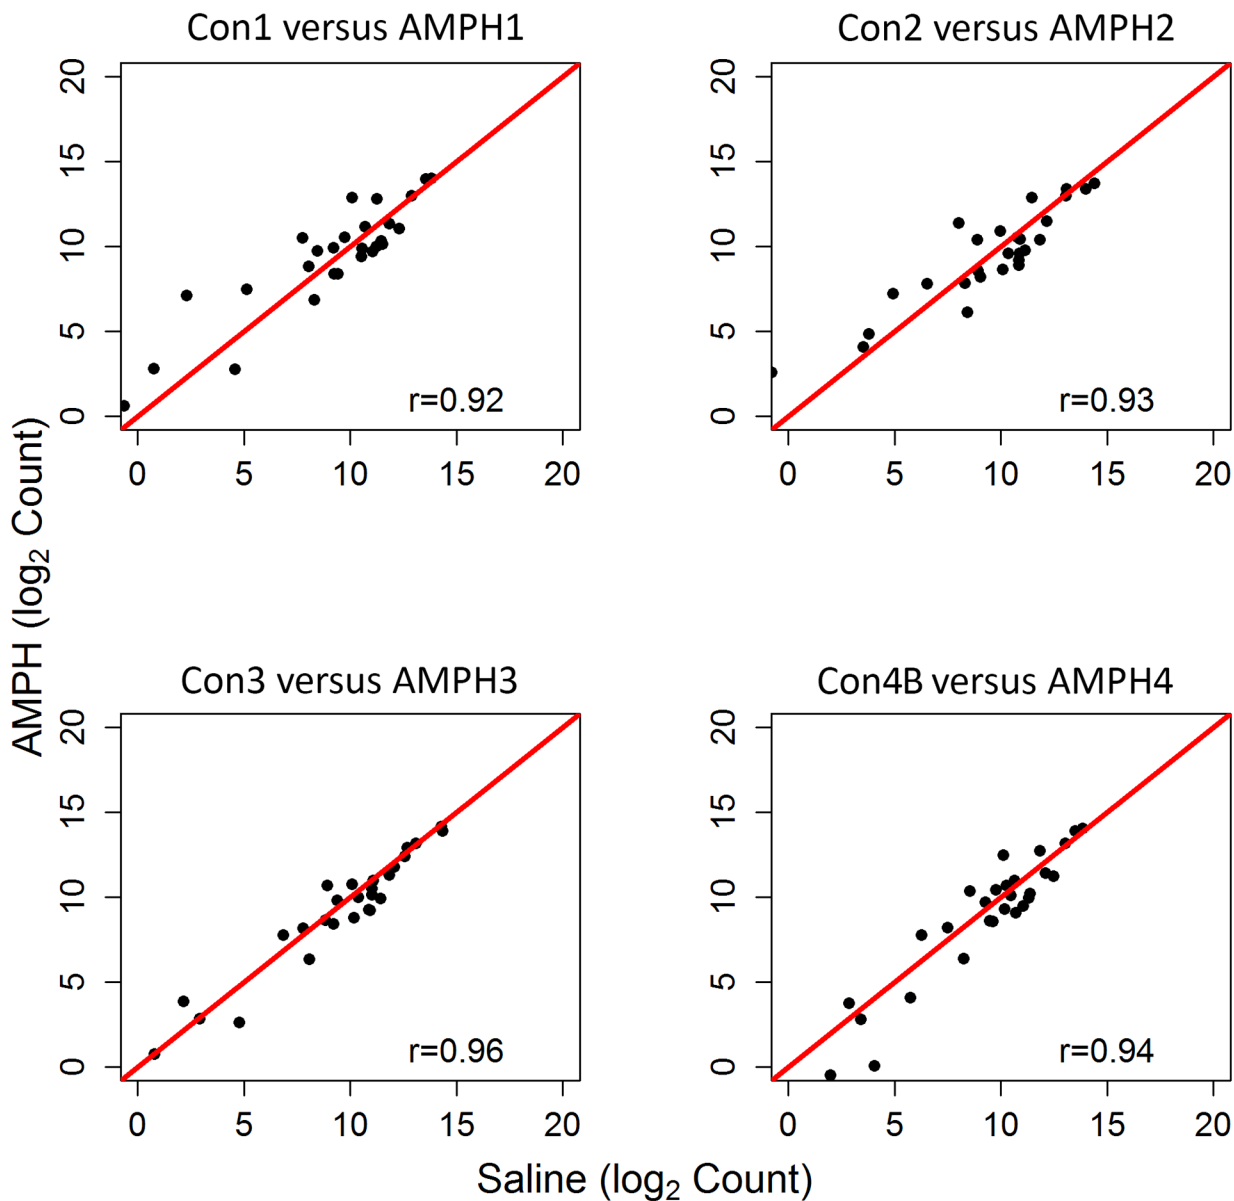 Con1 versus AMPH1
20
15
10
5
0
r=0.92
0 5 10 15 20
Con2 versus AMPH2
20
15
10
5
0
r=0.93
0 5 10 15 20
AMPH (log₂ Count)
Con3 versus AMPH3
20
15
10
5
0
r=0.96
0 5 10 15 20
Con4B versus AMPH4
20
15
10
5
0
r=0.94
0 5 10 15 20
Saline (log₂ Count)